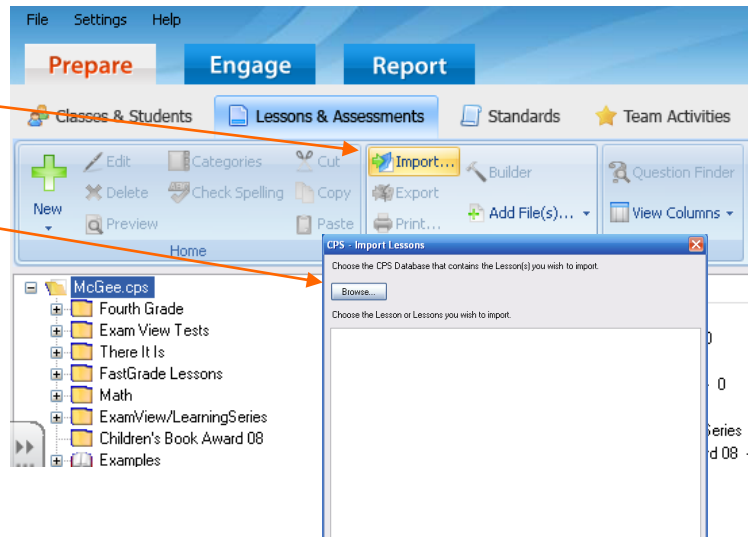 File Settings Help
Prepare Engage Report
Classes & Students Lessons & Assessments Standards Team Activities
New
Edit Categories Cut
Delete Check Spelling Copy
Preview Paste
Home
Import... Builder
Export Add File(s)...
Print...
Question Finder
View Columns
CPS - Import Lessons
Choose the CPS Database that contains the Lesson(s) you wish to import.
Browse...
Choose the Lesson or Lessons you wish to import.
McGee.cps
Fourth Grade
Exam View Tests
There It Is
FastGrade Lessons
Math
ExamView/LearningSeries
Children's Book Award 08
Examples
0
Series
d 08 -